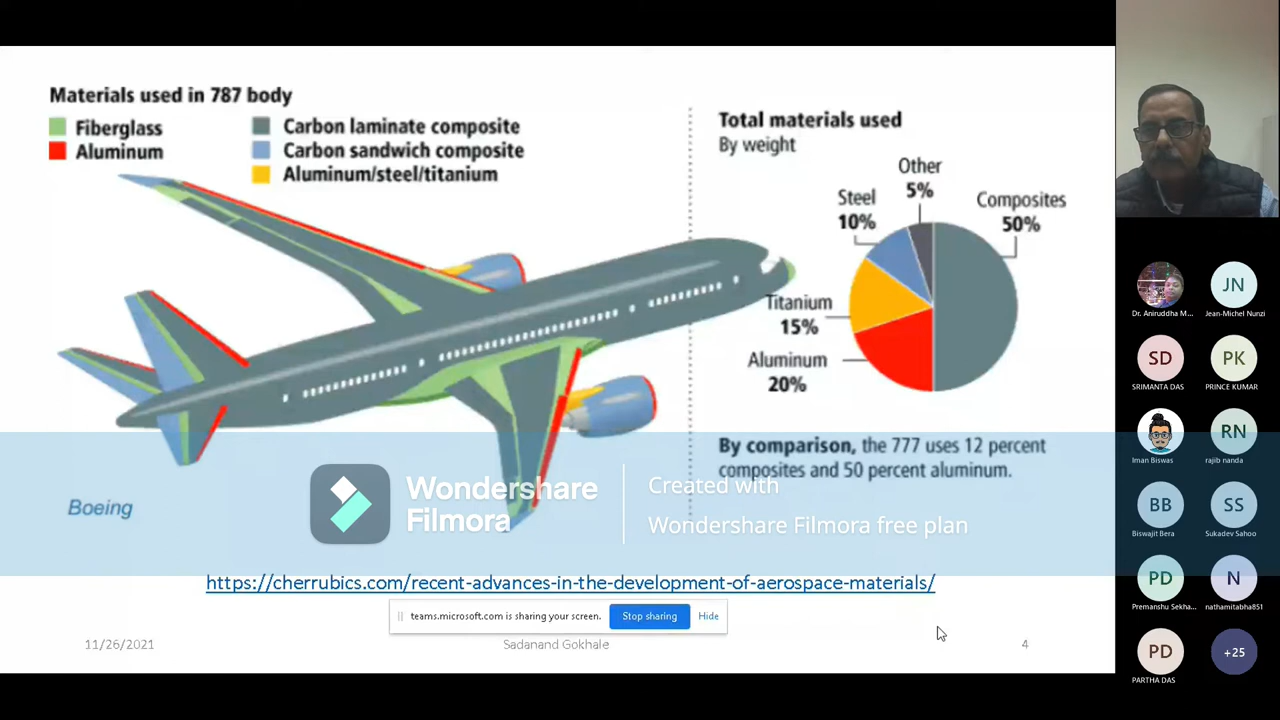 Materials used in 787 body
Fiberglass
Aluminum
Carbon laminate composite
Carbon sandwich composite
Aluminum/steel/titanium
Total materials used
By weight
Other
5%
Steel
10%
Composites
50%
Titanium
15%
Aluminum
20%
By comparison, the 777 uses 12 percent
composites and 50 percent aluminum.
Boeing
Wondershare
Filmora
Created with
Wondershare Filmora free plan
https://cherrubics.com/recent-advances-in-the-development-of-aerospace-materials/
teams.microsoft.com is sharing your screen.
Stop sharing
Hide
11/26/2021
Sadanand Gokhale
4
Dr. Aniruddha M...
JN
Jean-Michel Nunzi
SD
SRIMANTA DAS
PK
PRINCE KUMAR
Iman Biswas
RN
rajib nanda
BB
Biswajit Bera
SS
Sukadev Sahoo
PD
Premanshu Sekha...
N
nathamitabha851
PD
PARTHA DAS
+25